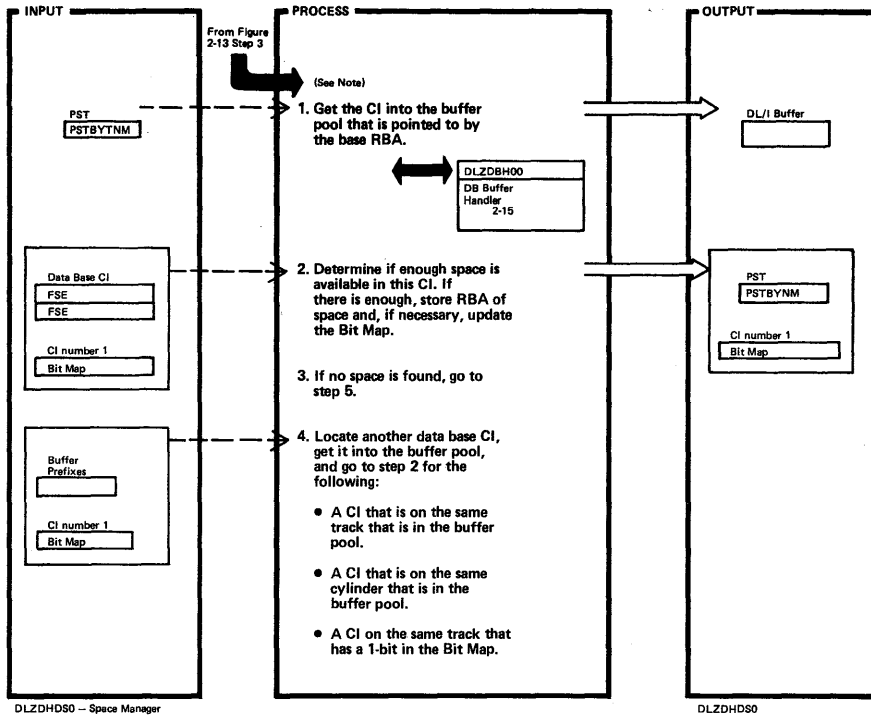 INPUT
PROCESS
OUTPUT
From Figure
2-13 Step 3
(See Note)
PST
PSTBYTNM
1. Get the CI into the buffer
pool that is pointed to by
the base RBA.
DL/I Buffer
DLZDBH00
DB Buffer
Handler
2-15
Data Base CI
FSE
FSE
CI number 1
Bit Map
2. Determine if enough space is
available in this CI. If
there is enough, store RBA of
space and, if necessary, update
the Bit Map.
PST
PSTBYNM
CI number 1
Bit Map
3. If no space is found, go to
step 5.
Buffer
Prefixes
CI number 1
Bit Map
4. Locate another data base CI,
get it into the buffer pool,
and go to step 2 for the
following:
• A CI that is on the same
track that is in the buffer
pool.
• A CI that is on the same
cylinder that is in the
buffer pool.
• A CI on the same track that
has a 1-bit in the Bit Map.
DLZDHDS0 – Space Manager
DLZDHDS0